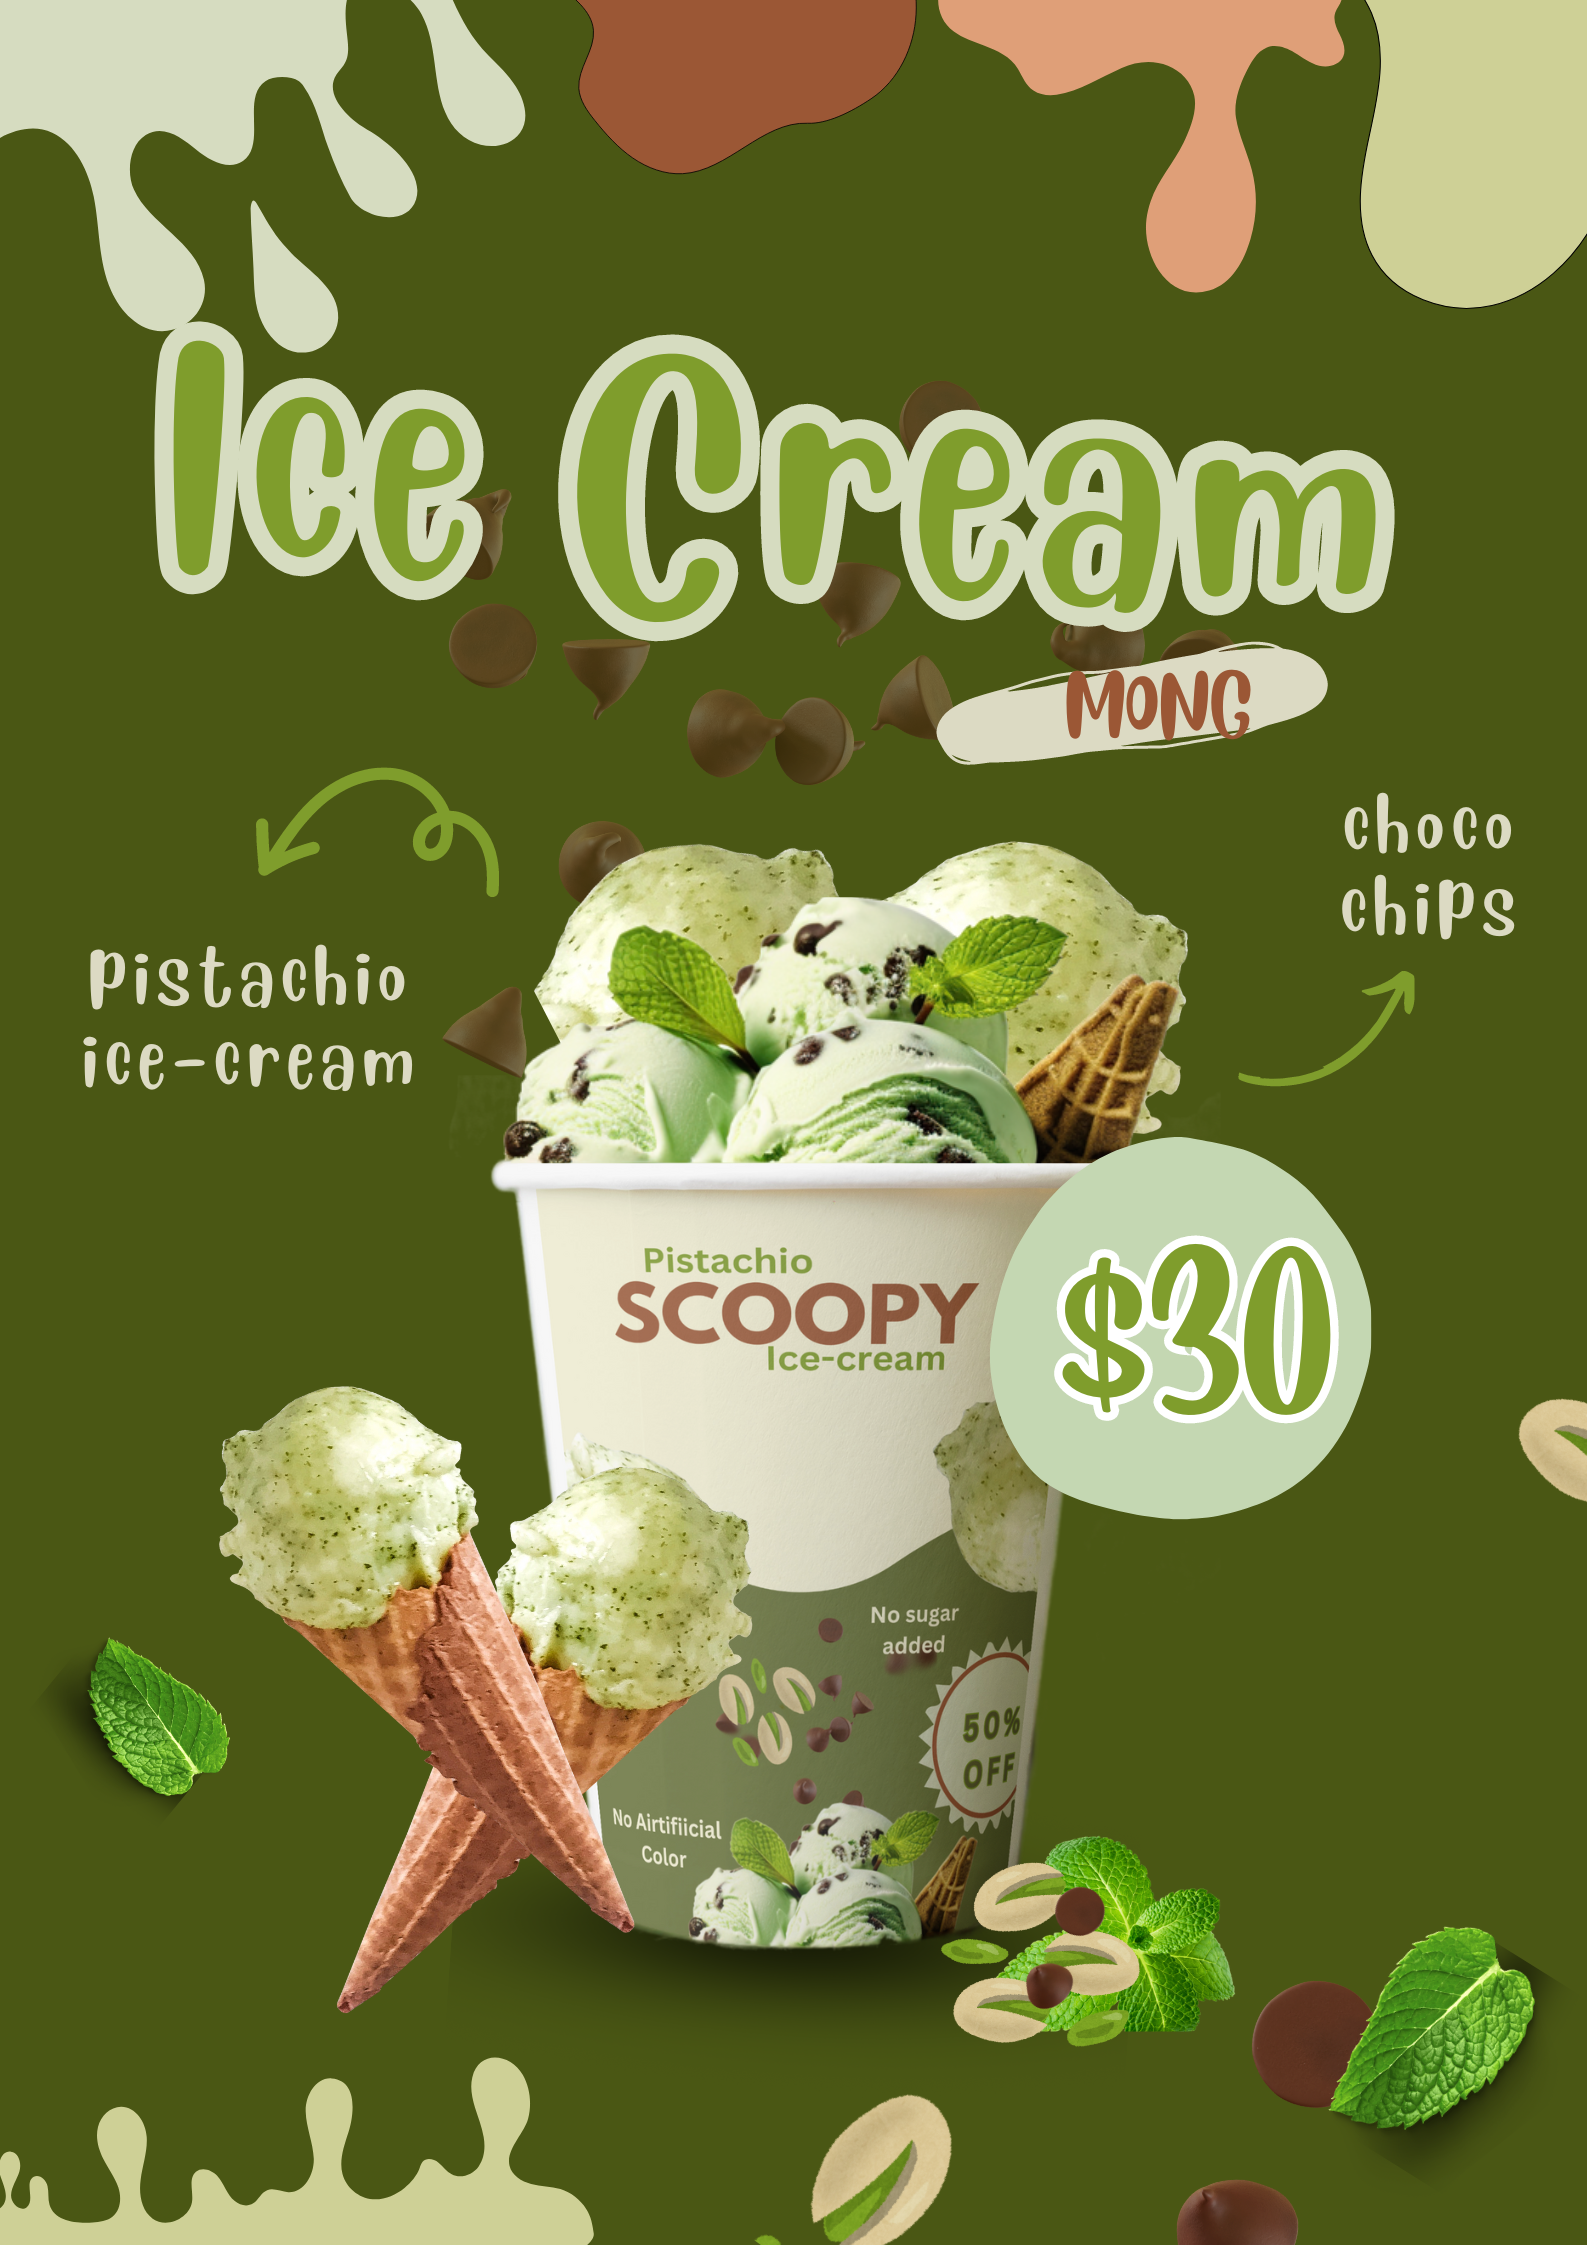 Ice Cream
MONG
choco
chips
Pistachio
ice-cream
Pistachio
SCOOPY
Ice-cream
$30
No sugar
added
50%
OFF
No Airtifiicial
Color